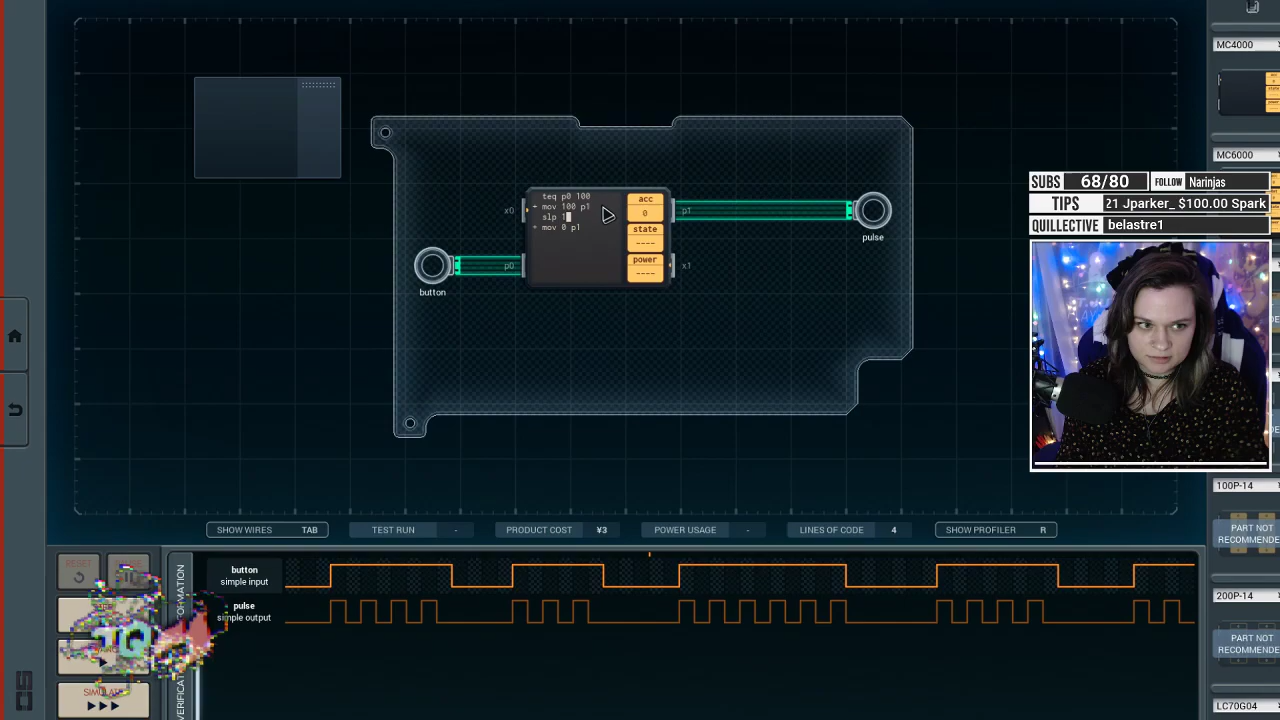 MC4000
MC6000
SUBS 68/80 FOLLOW Narinjas
TIPS 21 Jparker_ $100.00 Spark
QUILLECTIVE belastre1
teq p0 100
+ mov 100 p1
slp 1
+ mov 0 p1
acc
0
state
----
power
----
x0
p0
p1
x1
button
pulse
SHOW WIRES TAB
TEST RUN -
PRODUCT COST ¥3
POWER USAGE -
LINES OF CODE 4
SHOW PROFILER R
100P-14
PART NOT
RECOMMENDE
200P-14
PART NOT
RECOMMENDE
LC70G04
RESET
button
simple input
pulse
simple output